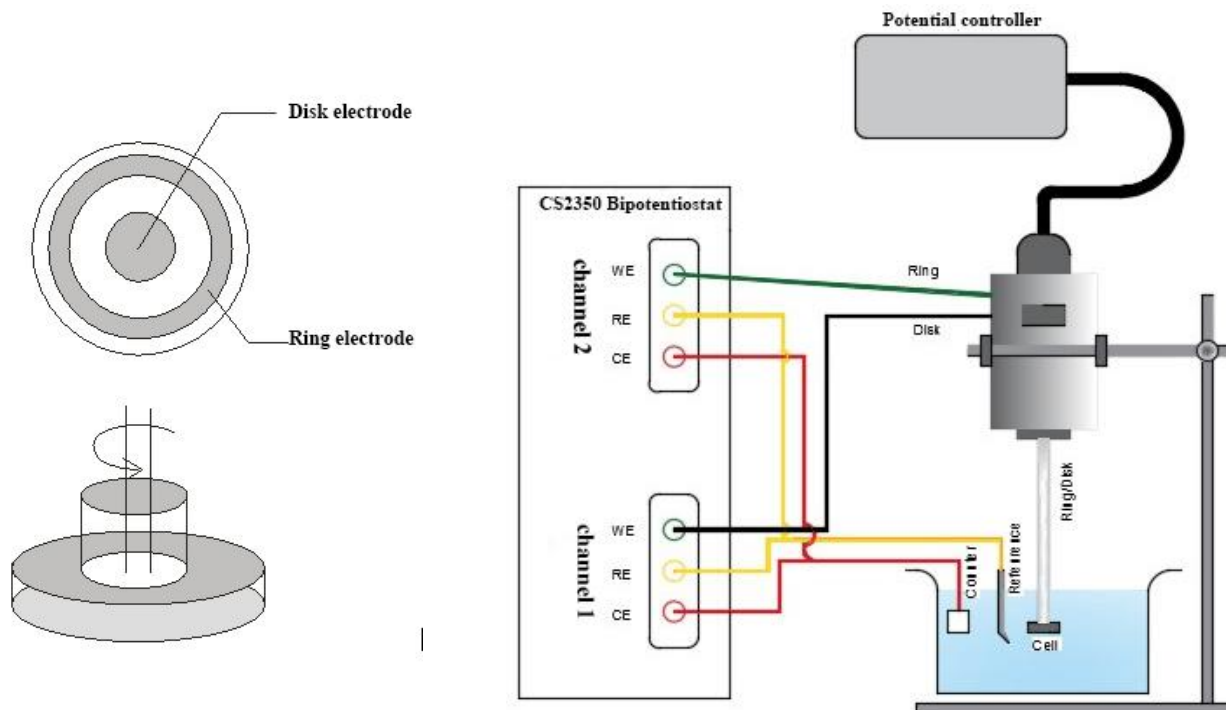 Disk electrode
Ring electrode
Potential controller
CS2350 Bipotentiostat
channel 2
WE
RE
CE
Ring
Disk
channel 1
WE
RE
CE
Counter
Reference
Ring/Disk
Cell